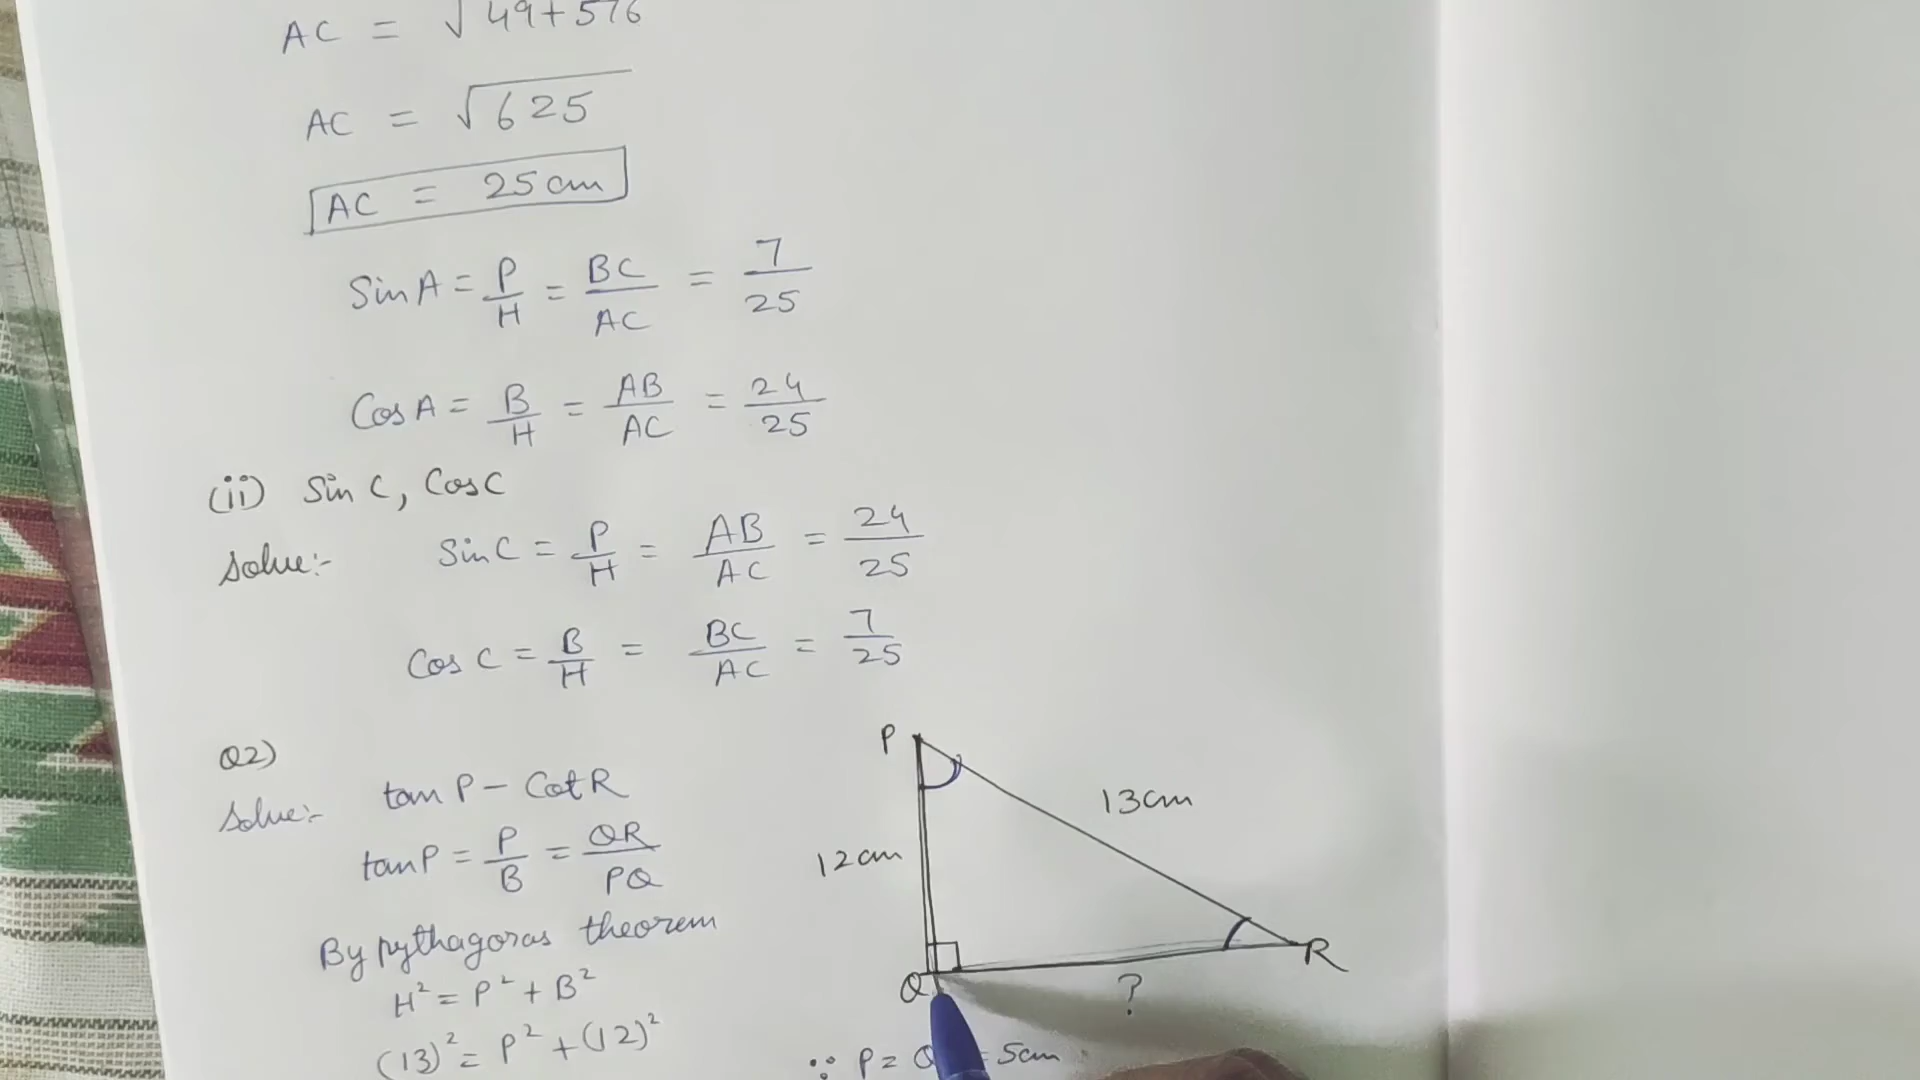 AC = √49+576
AC = √625
AC = 25cm
Sin A = P/H = BC/AC = 7/25
Cos A = B/H = AB/AC = 24/25
(ii) Sin C, Cos C
Solve:- Sin C = P/H = AB/AC = 24/25
Cos C = B/H = BC/AC = 7/25
Q2)
Solve:- tan P - Cot R
tan P = P/B = QR/PQ
By pythagoras theorem
H² = P² + B²
(13)² = P² + (12)²
P
13cm
12cm
Q
R
?
∵ P = Q = 5cm